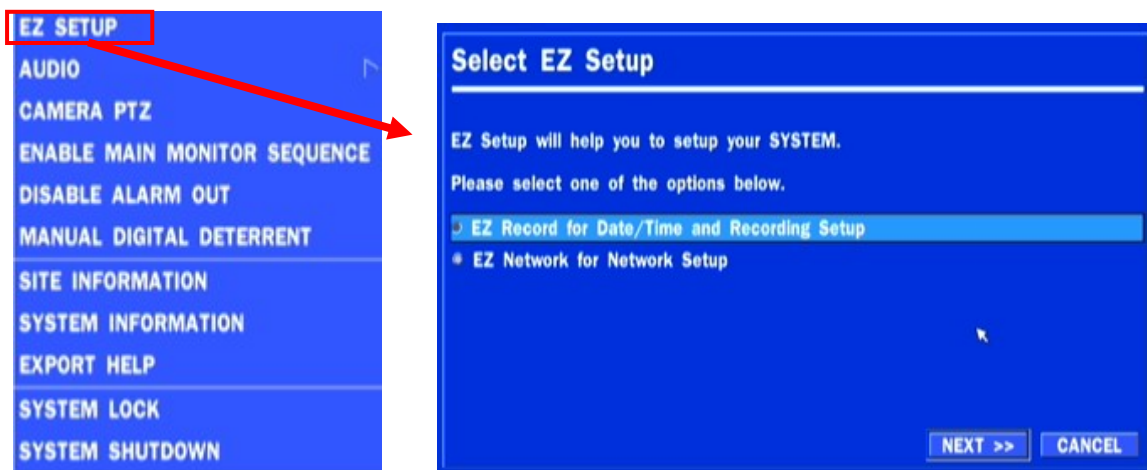 EZ SETUP
AUDIO
CAMERA PTZ
ENABLE MAIN MONITOR SEQUENCE
DISABLE ALARM OUT
MANUAL DIGITAL DETERRENT
SITE INFORMATION
SYSTEM INFORMATION
EXPORT HELP
SYSTEM LOCK
SYSTEM SHUTDOWN
Select EZ Setup
EZ Setup will help you to setup your SYSTEM.
Please select one of the options below.
EZ Record for Date/Time and Recording Setup
EZ Network for Network Setup
NEXT >> CANCEL